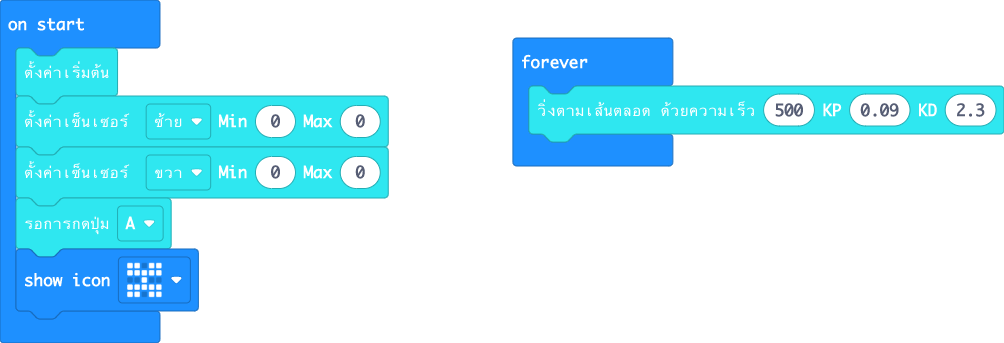 on start
ตั้งค่าเริ่มต้น
ตั้งค่าเซ็นเซอร์ ซ้าย Min 0 Max 0
ตั้งค่าเซ็นเซอร์ ขวา Min 0 Max 0
รอการกดปุ่ม A
show icon
forever
วิ่งตามเส้นตลอด ด้วยความเร็ว 500 KP 0.09 KD 2.3